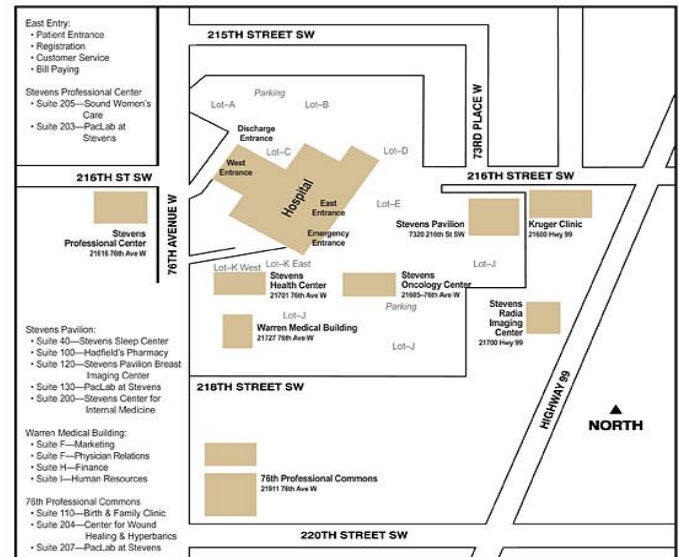 East Entry:
• Patient Entrance
• Registration
• Customer Service
• Bill Paying
Stevens Professional Center
• Suite 205—Sound Women's
Care
• Suite 203—PacLab at
Stevens
215TH STREET SW
73RD PLACE W
Parking
Lot–A
Lot–B
Discharge
Entrance
Lot–C
Lot–D
West
Entrance
Hospital
216TH ST SW
216TH STREET SW
76TH AVENUE W
Lot–E
East
Entrance
Emergency
Entrance
Stevens
Professional Center
21616 76th Ave W
Stevens Pavilion
7320 216th St SW
Kruger Clinic
21600 Hwy 99
Lot–K West
Lot–K East
Lot–J
Stevens
Health Center
21701 76th Ave W
Stevens
Oncology Center
21605–76th Ave W
Parking
Lot–J
Stevens
Radia
Imaging
Center
21700 Hwy 99
Warren Medical Building
21727 76th Ave W
Lot–J
Stevens Pavilion:
• Suite 40—Stevens Sleep Center
• Suite 100—Hadfield's Pharmacy
• Suite 120—Stevens Pavilion Breast
Imaging Center
• Suite 130—PacLab at Stevens
• Suite 200—Stevens Center for
Internal Medicine
218TH STREET SW
HIGHWAY 99
NORTH
Warren Medical Building:
• Suite F—Marketing
• Suite F—Physician Relations
• Suite H—Finance
• Suite I—Human Resources
76th Professional Commons
21911 76th Ave W
76th Professional Commons
• Suite 110—Birth & Family Clinic
• Suite 204—Center for Wound
Healing & Hyperbarics
• Suite 207—PacLab at Stevens
220TH STREET SW